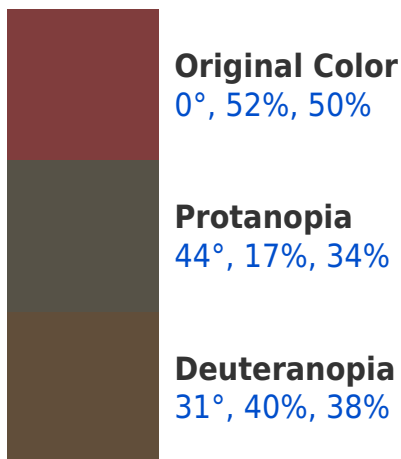 Original Color
0°, 52%, 50%
Protanopia
44°, 17%, 34%
Deuteranopia
31°, 40%, 38%